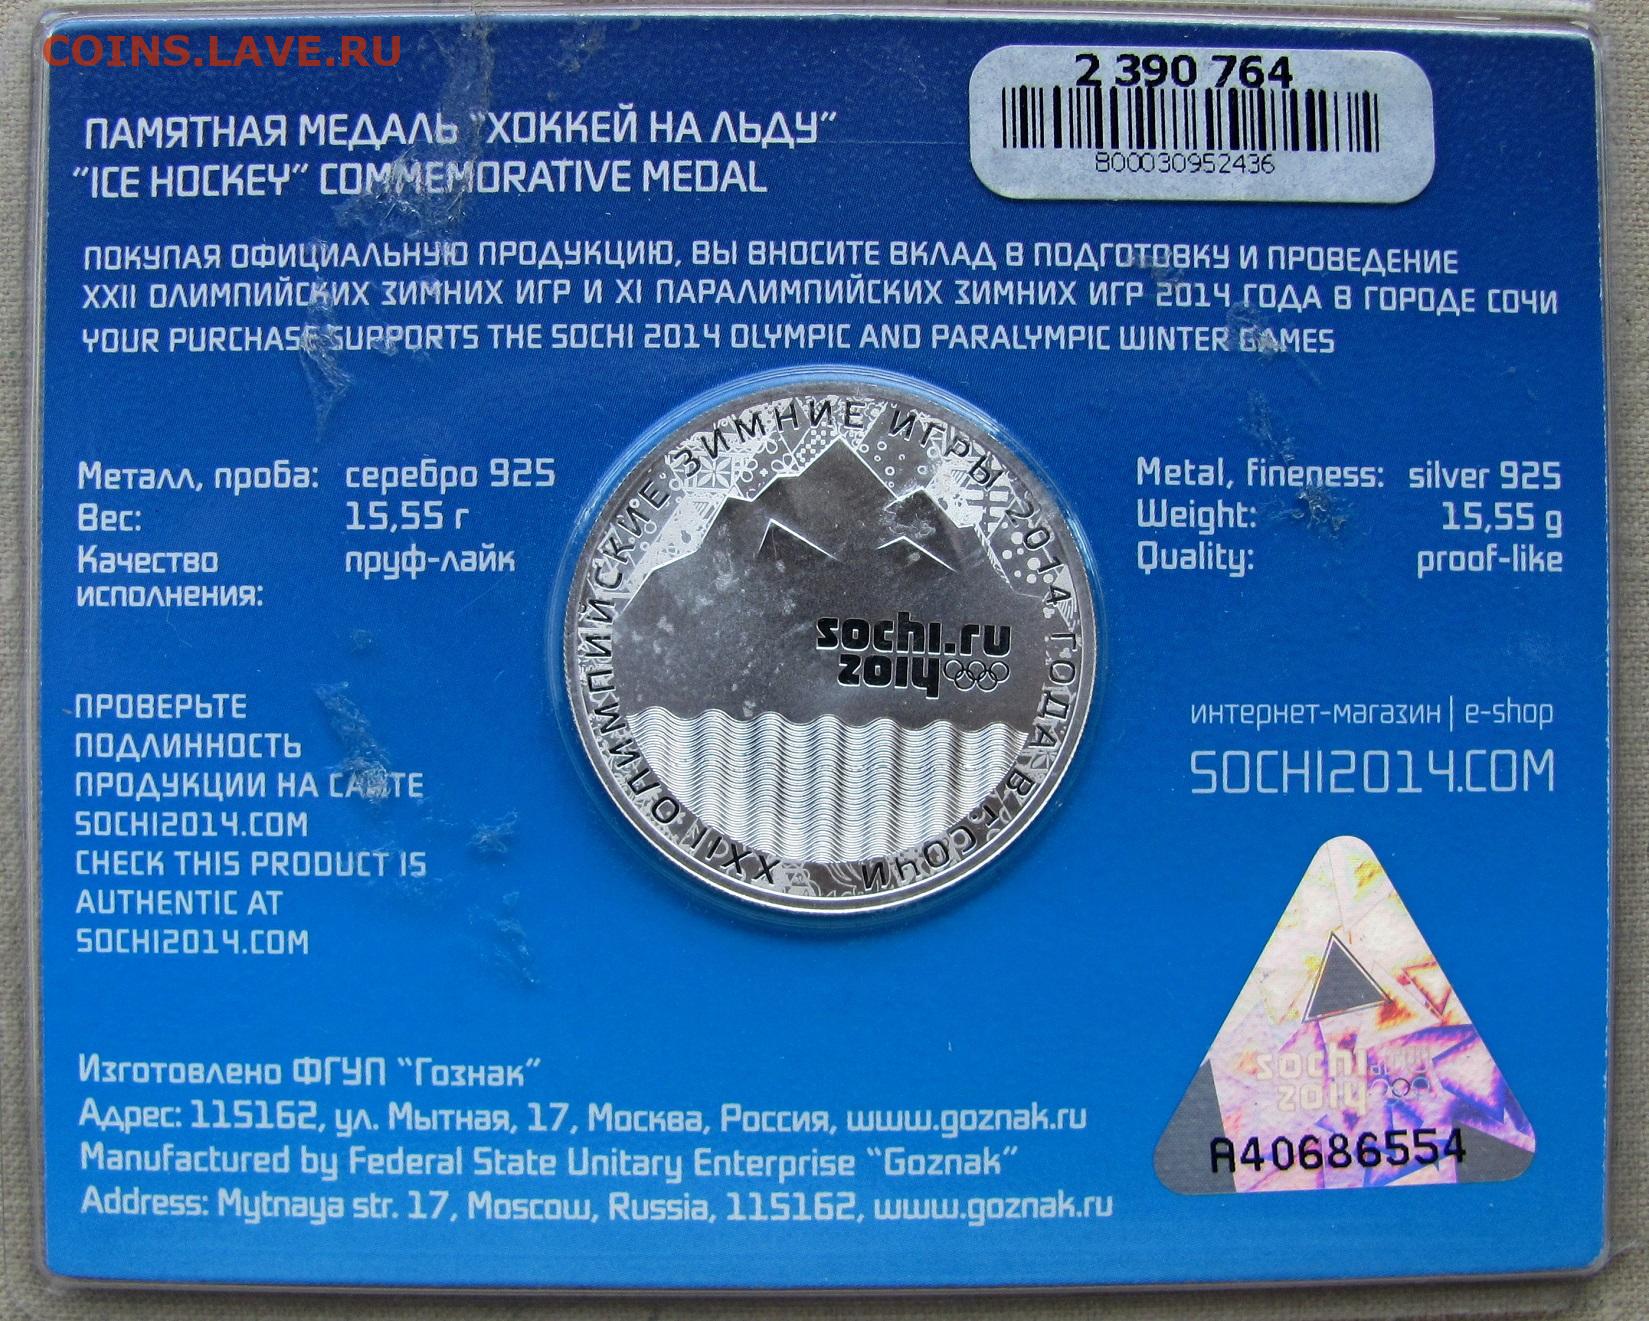 COINS.LAVE.RU
2 390 764
800030952436
ПАМЯТНАЯ МЕДАЛЬ "ХОККЕЙ НА ЛЬДУ"
"ICE HOCKEY" COMMEMORATIVE MEDAL
ПОКУПАЯ ОФИЦИАЛЬНУЮ ПРОДУКЦИЮ, ВЫ ВНОСИТЕ ВКЛАД В ПОДГОТОВКУ И ПРОВЕДЕНИЕ
XXII ОЛИМПИЙСКИХ ЗИМНИХ ИГР И XI ПАРАЛИМПИЙСКИХ ЗИМНИХ ИГР 2014 ГОДА В ГОРОДЕ СОЧИ
YOUR PURCHASE SUPPORTS THE SOCHI 2014 OLYMPIC AND PARALYMPIC WINTER GAMES
Металл, проба: серебро 925
Вес: 15,55 г
Качество пруф-лайк
исполнения:
XXII ОЛИМПИЙСКИЕ ЗИМНИЕ ИГРЫ 2014 ГОДА В Г. СОЧИ
sochi.ru
2014
Metal, fineness: silver 925
Weight: 15,55 g
Quality: proof-like
ПРОВЕРЬТЕ
ПОДЛИННОСТЬ
ПРОДУКЦИИ НА САЙТЕ
SOCHI2014.COM
CHECK THIS PRODUCT IS
AUTHENTIC AT
SOCHI2014.COM
интернет-магазин | e-shop
SOCHI2014.COM
sochi
2014
A40686554
Изготовлено ФГУП "Гознак"
Адрес: 115162, ул. Мытная, 17, Москва, Россия, www.goznak.ru
Manufactured by Federal State Unitary Enterprise "Goznak"
Address: Mytnaya str. 17, Moscow, Russia, 115162, www.goznak.ru